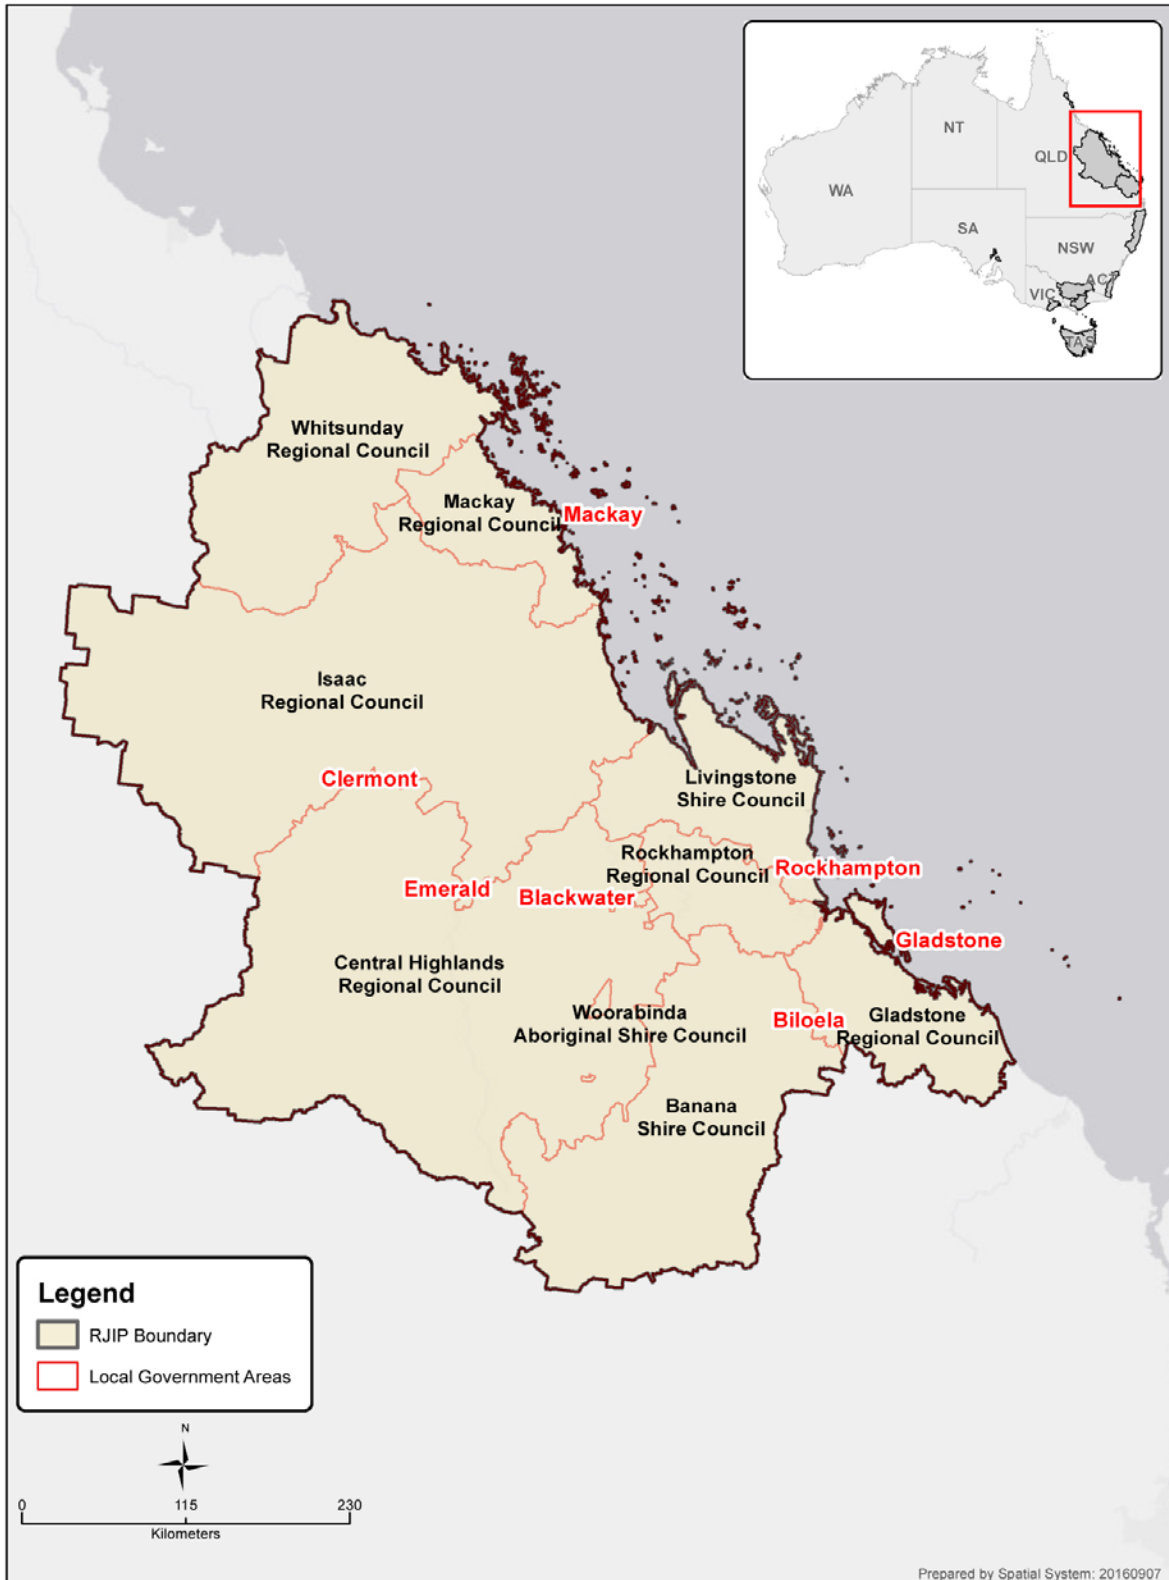 NT
QLD
WA
SA
NSW
ACT
VIC
TAS
Whitsunday
Regional Council
Mackay
Regional Council
Mackay
Isaac
Regional Council
Clermont
Livingstone
Shire Council
Rockhampton
Regional Council
Rockhampton
Emerald
Blackwater
Gladstone
Central Highlands
Regional Council
Woorabinda
Aboriginal Shire Council
Biloela
Gladstone
Regional Council
Banana
Shire Council
Legend
RJIP Boundary
Local Government Areas
N
0 115 230
Kilometers
Prepared by Spatial System: 20160907